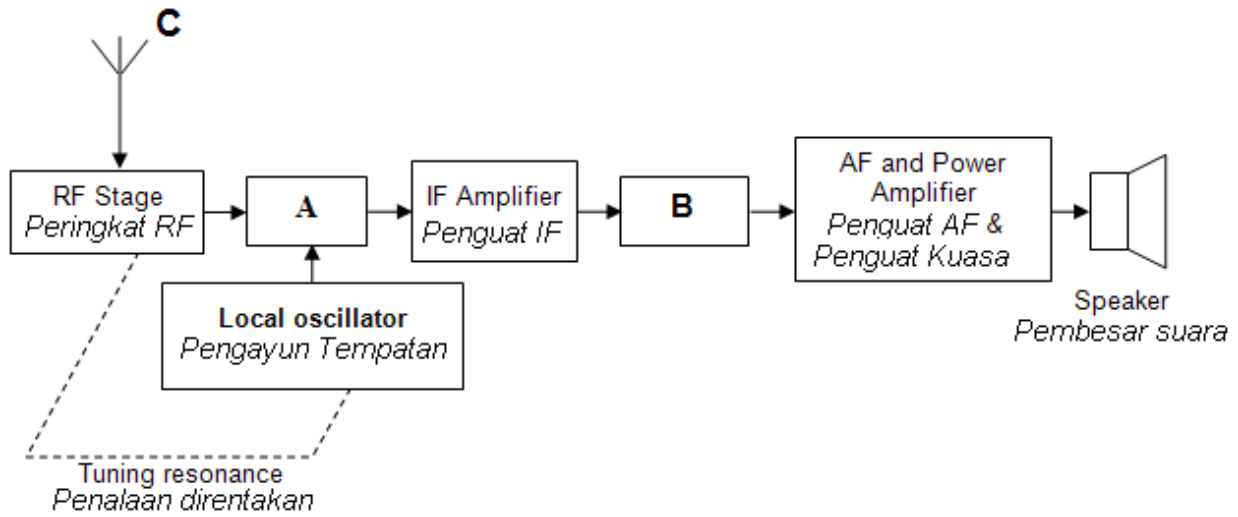 C
RF Stage
Peringkat RF
A
IF Amplifier
Penguat IF
B
AF and Power
Amplifier
Penguat AF &
Penguat Kuasa
Local oscillator
Pengayun Tempatan
Speaker
Pembesar suara
Tuning resonance
Penalaan direntakan